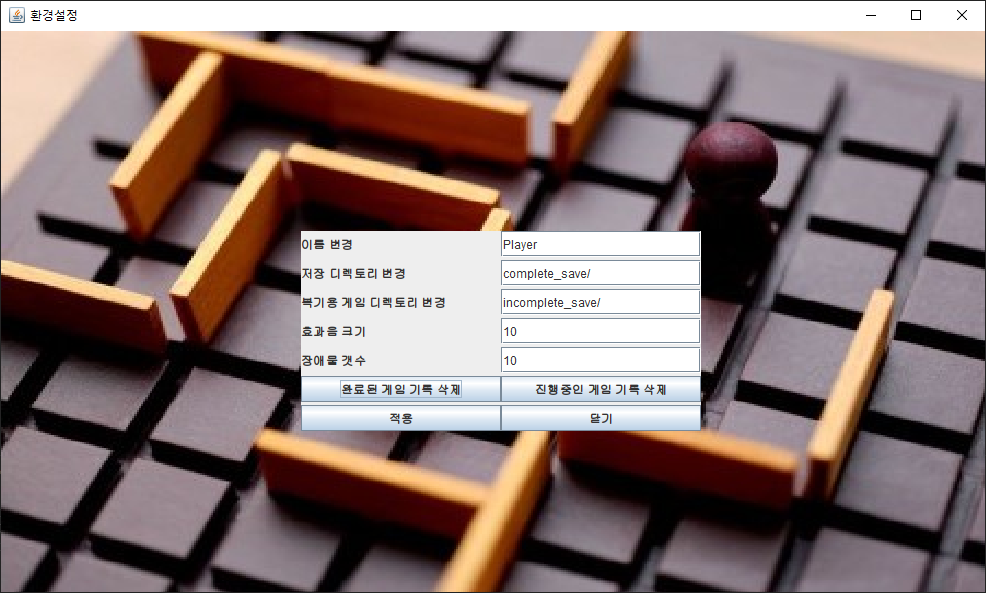 환경설정
이름 변경 Player
저장 디렉토리 변경 complete_save/
복기용 게임 디렉토리 변경 incomplete_save/
효과음 크기 10
장애물 갯수 10
완료된 게임 기록 삭제 진행중인 게임 기록 삭제
적용 닫기